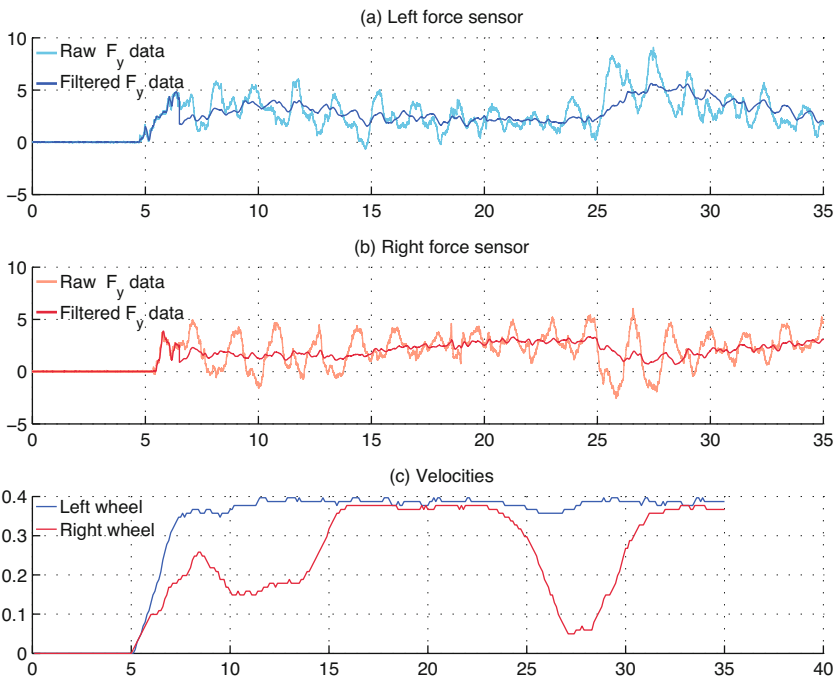 (a) Left force sensor
10
5
0
−5
Raw F_y data
Filtered F_y data
0 5 10 15 20 25 30 35
(b) Right force sensor
10
5
0
−5
Raw F_y data
Filtered F_y data
0 5 10 15 20 25 30 35
(c) Velocities
0.4
0.3
0.2
0.1
0
Left wheel
Right wheel
0 5 10 15 20 25 30 35 40